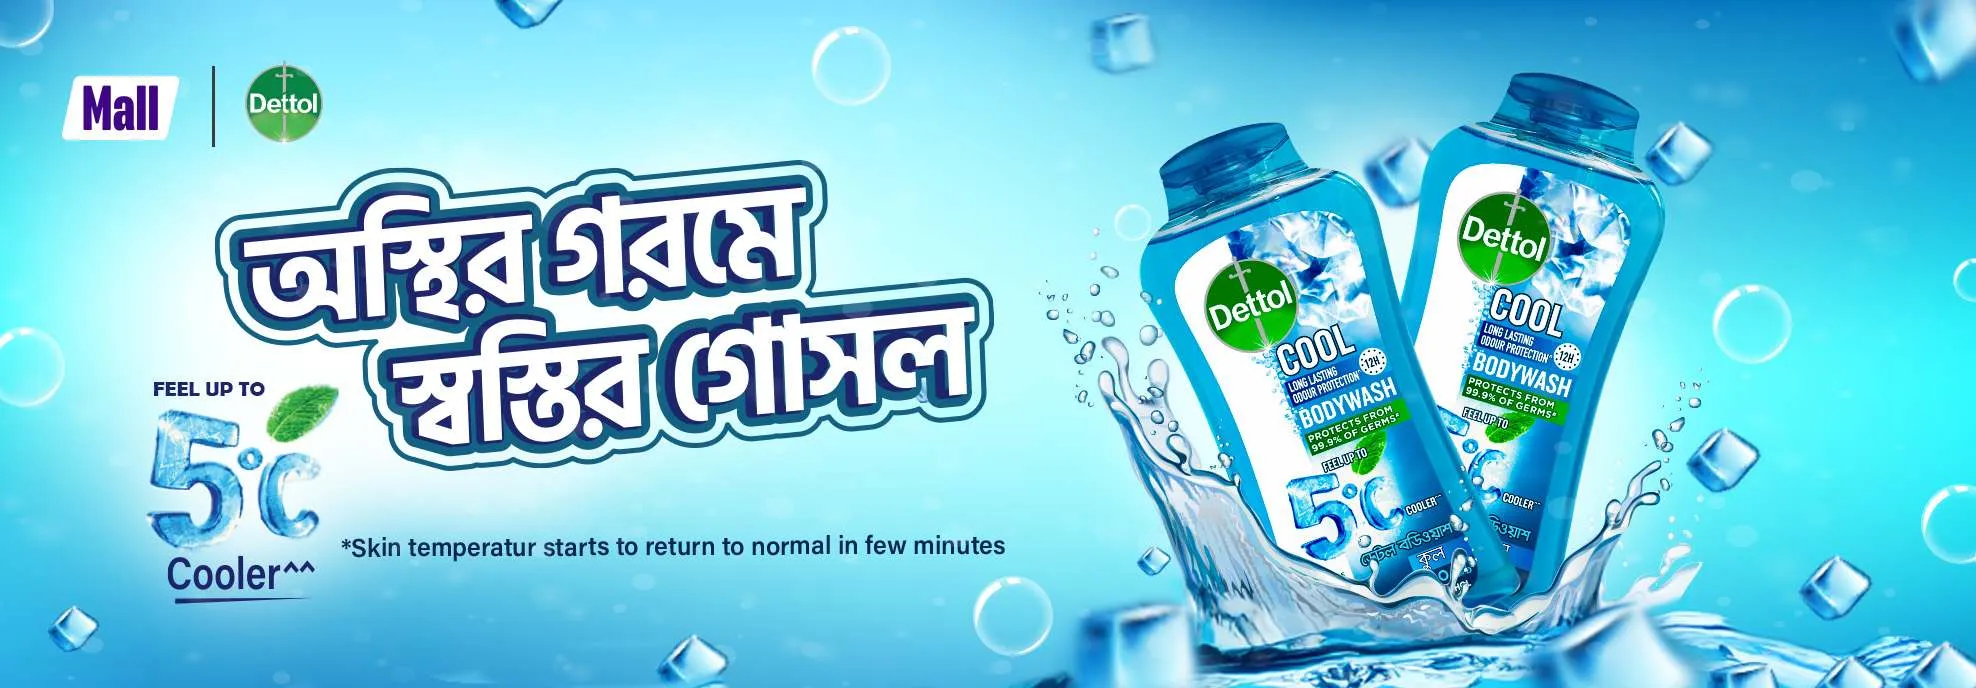 Mall
Dettol
অস্থির গরমে
স্বস্তির গোসল
FEEL UP TO
5°C
Cooler^^
*Skin temperatur starts to return to normal in few minutes
Dettol
COOL
LONG LASTING
ODOUR PROTECTION
12H
BODYWASH
PROTECTS FROM
99.9% OF GERMS*
FEEL UP TO
5°C COOLER^^
ডেটল বডিওয়াশ
কুল
Dettol
COOL
LONG LASTING
ODOUR PROTECTION^
12H
BODYWASH
PROTECTS FROM
99.9% OF GERMS*
FEEL UP TO
°C COOLER^^